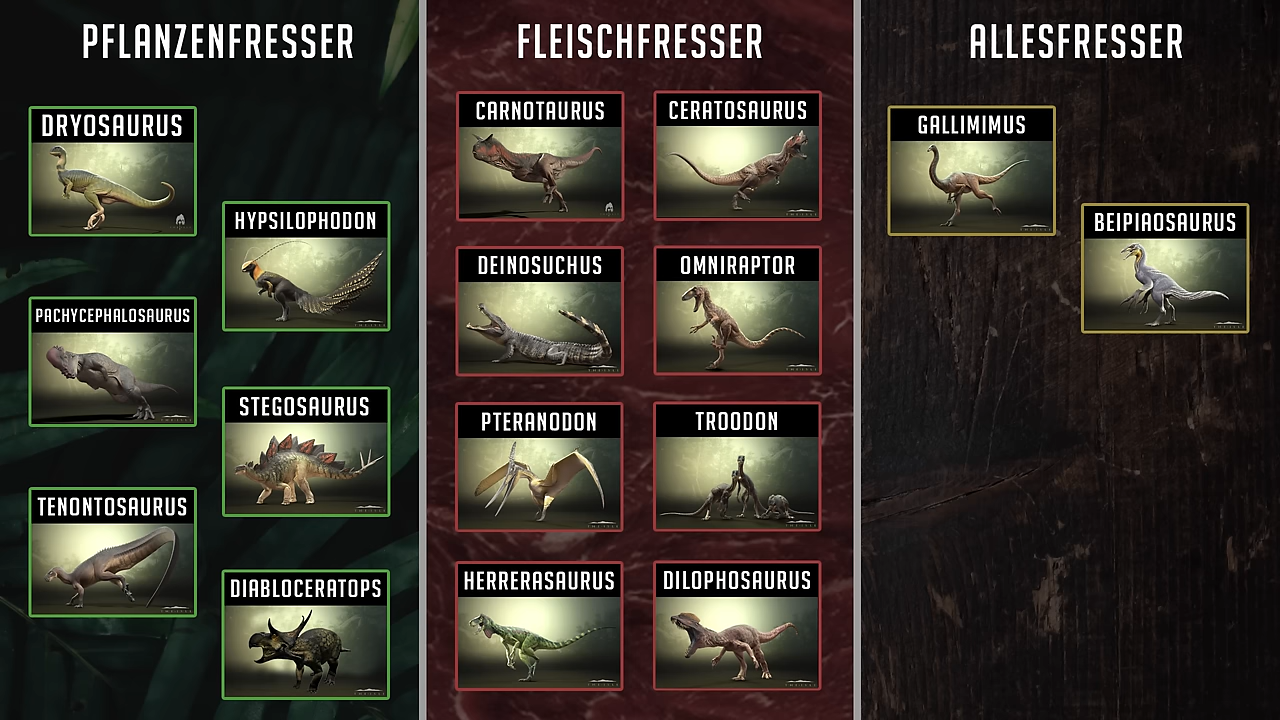 PFLANZENFRESSER
DRYOSAURUS
HYPSILOPHODON
PACHYCEPHALOSAURUS
STEGOSAURUS
TENONTOSAURUS
DIABLOCERATOPS
FLEISCHFRESSER
CARNOTAURUS
CERATOSAURUS
DEINOSUCHUS
OMNIRAPTOR
PTERANODON
TROODON
HERRERASAURUS
DILOPHOSAURUS
ALLESFRESSER
GALLIMIMUS
BEIPIAOSAURUS